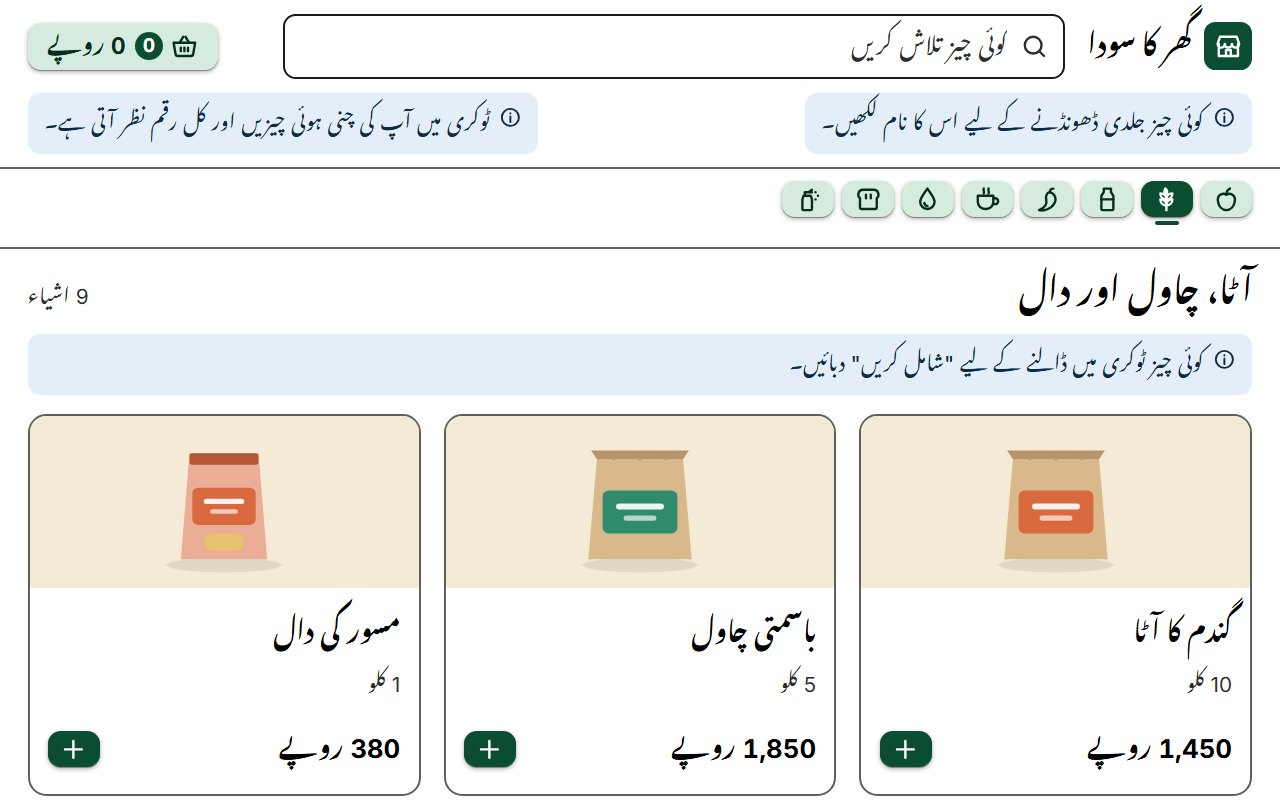 گھر کا سودا
کوئی چیز تلاش کریں
0
0 روپے
کوئی چیز جلدی ڈھونڈنے کے لیے اس کا نام لکھیں۔
ٹوکری میں آپ کی چنی ہوئی چیزیں اور کل رقم نظر آتی ہے۔
آٹا، چاول اور دال
9 اشیاء
کوئی چیز ٹوکری میں ڈالنے کے لیے "شامل کریں" دبائیں۔
گندم کا آٹا
10 کلو
1,450 روپے
باسمتی چاول
5 کلو
1,850 روپے
مسور کی دال
1 کلو
380 روپے